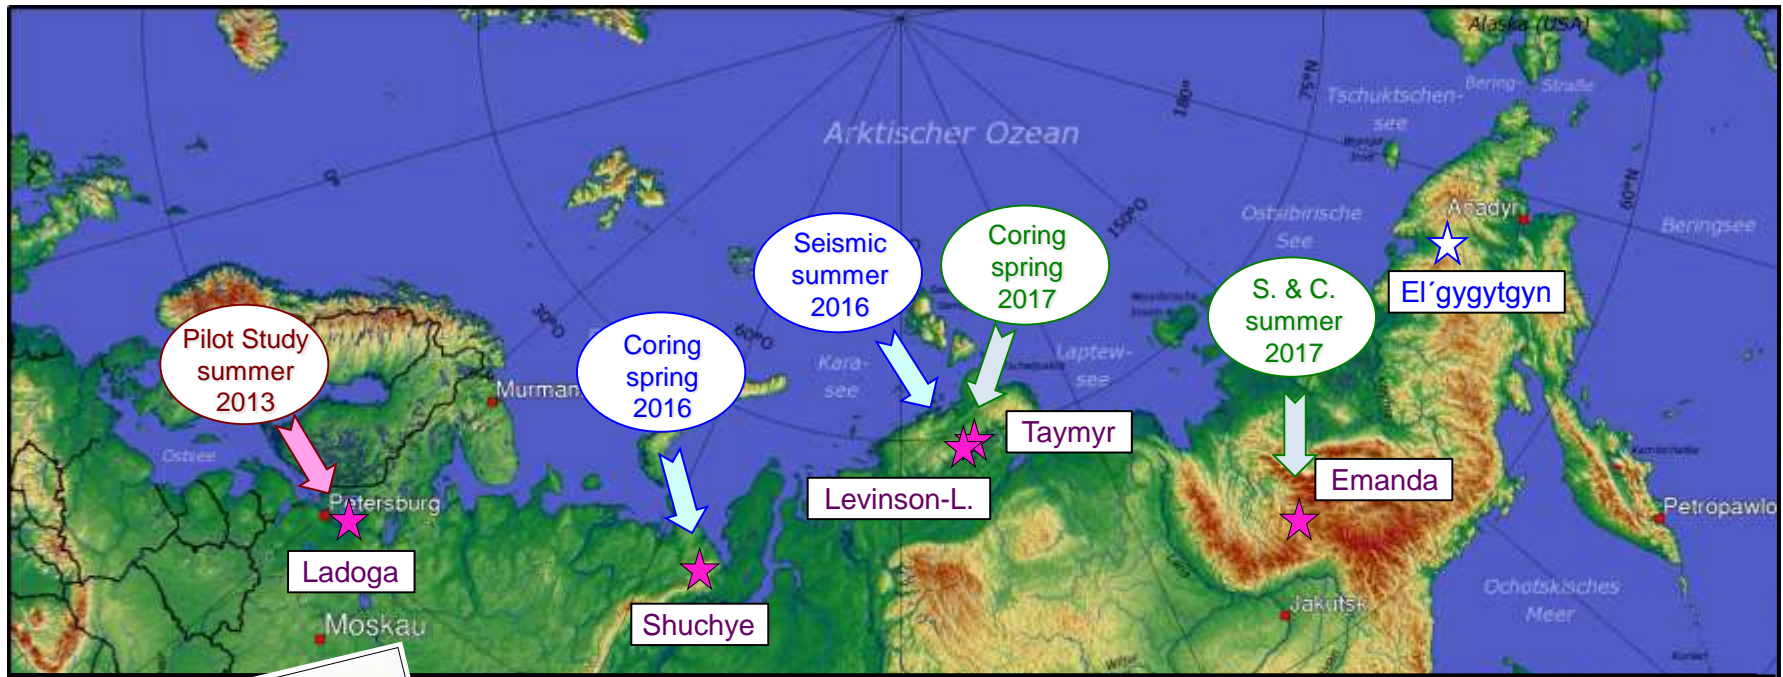 Alaska (USA)
Bering-
Straße
Tschuktschen-
see
180°
75°N
60°N
Arktischer Ozean
0°
150°O
Ostsibirische
See
Anadyr
Beringsee
Seismic
summer
2016
Coring
spring
2017
S. & C.
summer
2017
El´gygytgyn
Pilot Study
summer
2013
30°O
Coring
spring
2016
60°O
Kara-
see
Laptew-
see
Murman
Taymyr
Ostsee
Levinson-L.
Emanda
Petersburg
Petropawlo
Ladoga
Shuchye
Moskau
Jakutsk
Ochotskisches
Meer